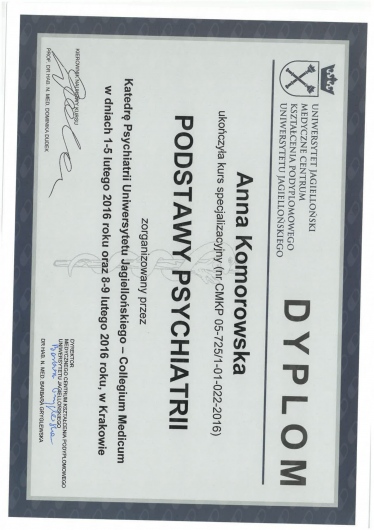 UNIWERSYTET JAGIELLOŃSKI
MEDYCZNE CENTRUM
KSZTAŁCENIA PODYPLOMOWEGO
UNIWERSYTETU JAGIELLOŃSKIEGO
DYPLOM
Anna Komorowska
ukończyła kurs specjalizacyjny (nr CMKP 05-725/1-01-022-2016)
PODSTAWY PSYCHIATRII
zorganizowany przez
Katedrę Psychiatrii Uniwersytetu Jagiellońskiego – Collegium Medicum
w dniach 1-5 lutego 2016 roku oraz 8-9 lutego 2016 roku, w Krakowie
KIEROWNIK NAUKOWY KURSU
PROF. DR HAB. N. MED. DOMINIKA DUDEK
DYREKTOR
MEDYCZNEGO CENTRUM KSZTAŁCENIA PODYPLOMOWEGO
UNIWERSYTETU JAGIELLOŃSKIEGO
DR HAB. N. MED. BARBARA GRYGLEWSKA